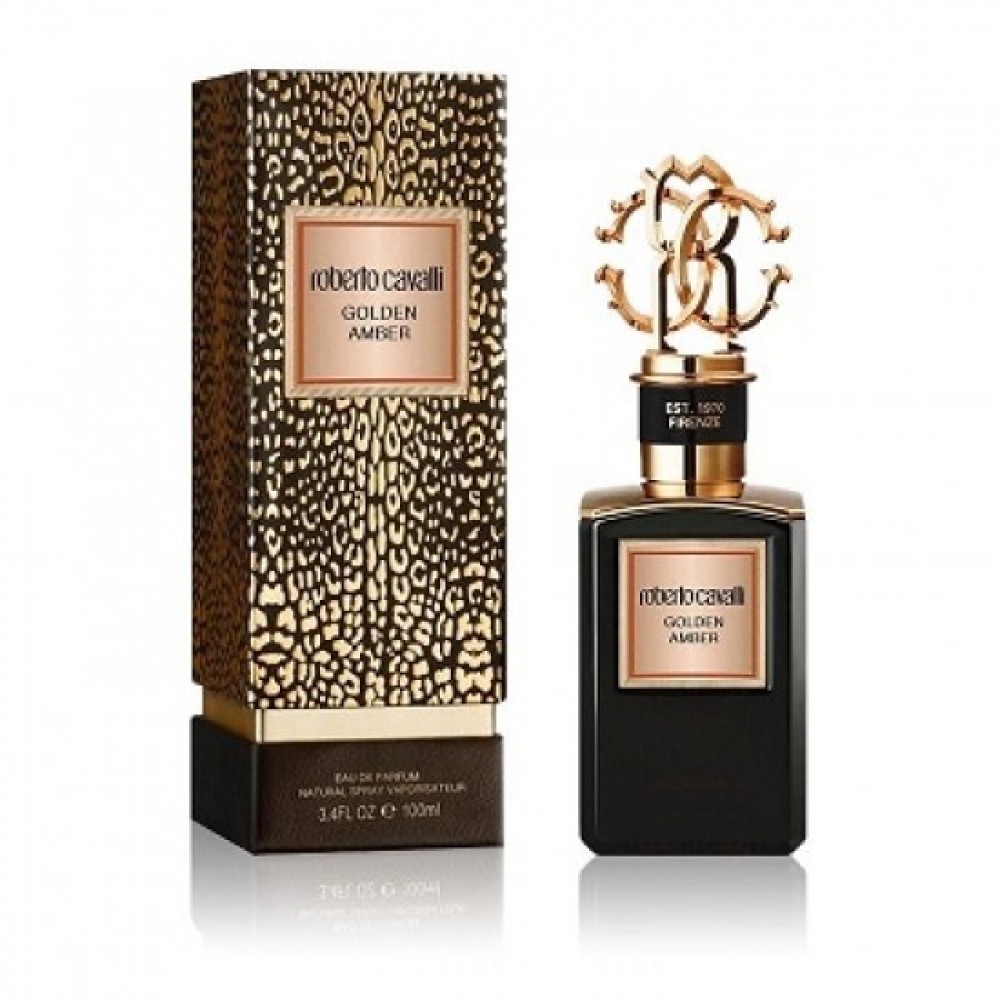 roberto cavalli
GOLDEN
AMBER
EAU DE PARFUM
NATURAL SPRAY VAPORISATEUR
3.4FL OZ ℮ 100ml
EST. 1970
FIRENZE
roberto cavalli
GOLDEN
AMBER